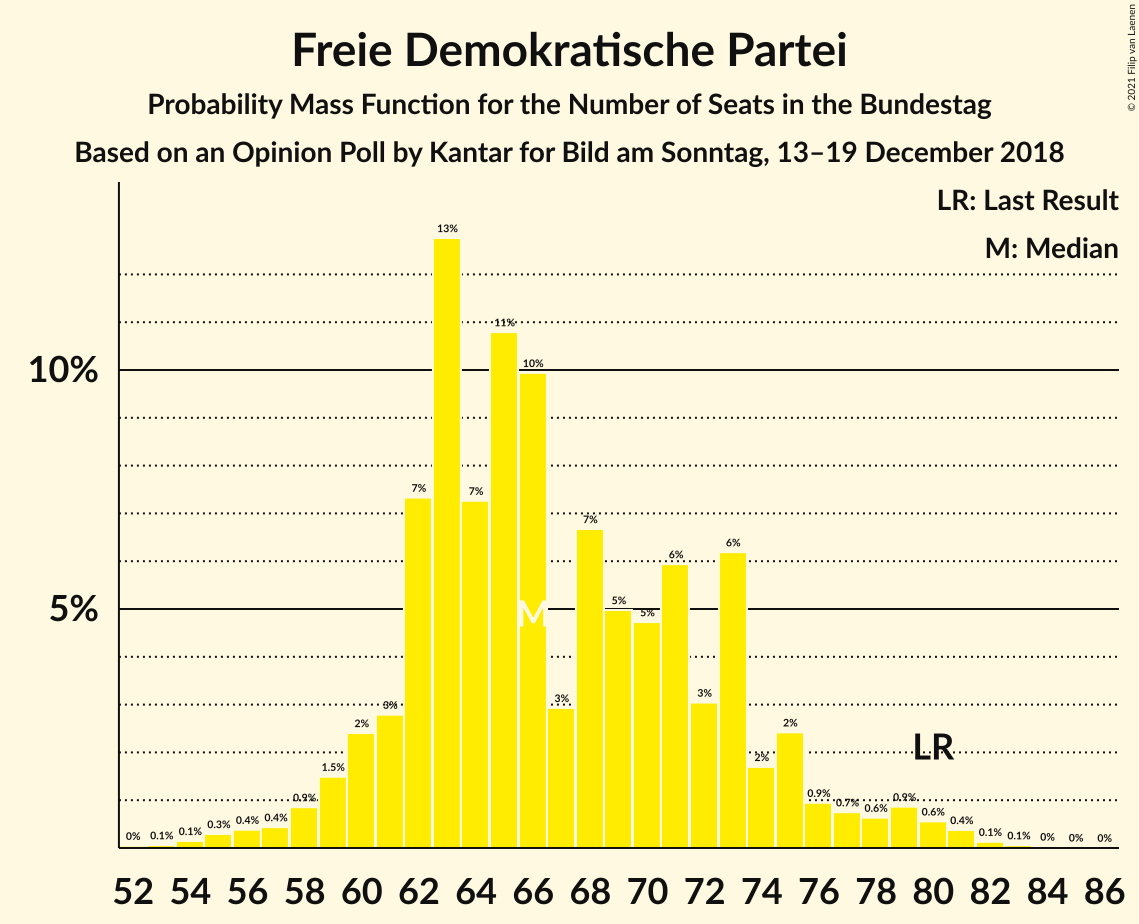 Freie Demokratische Partei
Probability Mass Function for the Number of Seats in the Bundestag
Based on an Opinion Poll by Kantar for Bild am Sonntag, 13–19 December 2018
© 2021 Filip van Laenen
LR: Last Result
M: Median
10%
5%
0% 0.1% 0.1% 0.3% 0.4% 0.4% 0.9% 1.5% 2% 3% 7% 13% 7% 11% 10% 3% 7% 5% 5% 6% 3% 6% 2% 2% 0.9% 0.7% 0.6% 0.9% 0.6% 0.4% 0.1% 0.1% 0% 0% 0%
M
LR
52 54 56 58 60 62 64 66 68 70 72 74 76 78 80 82 84 86